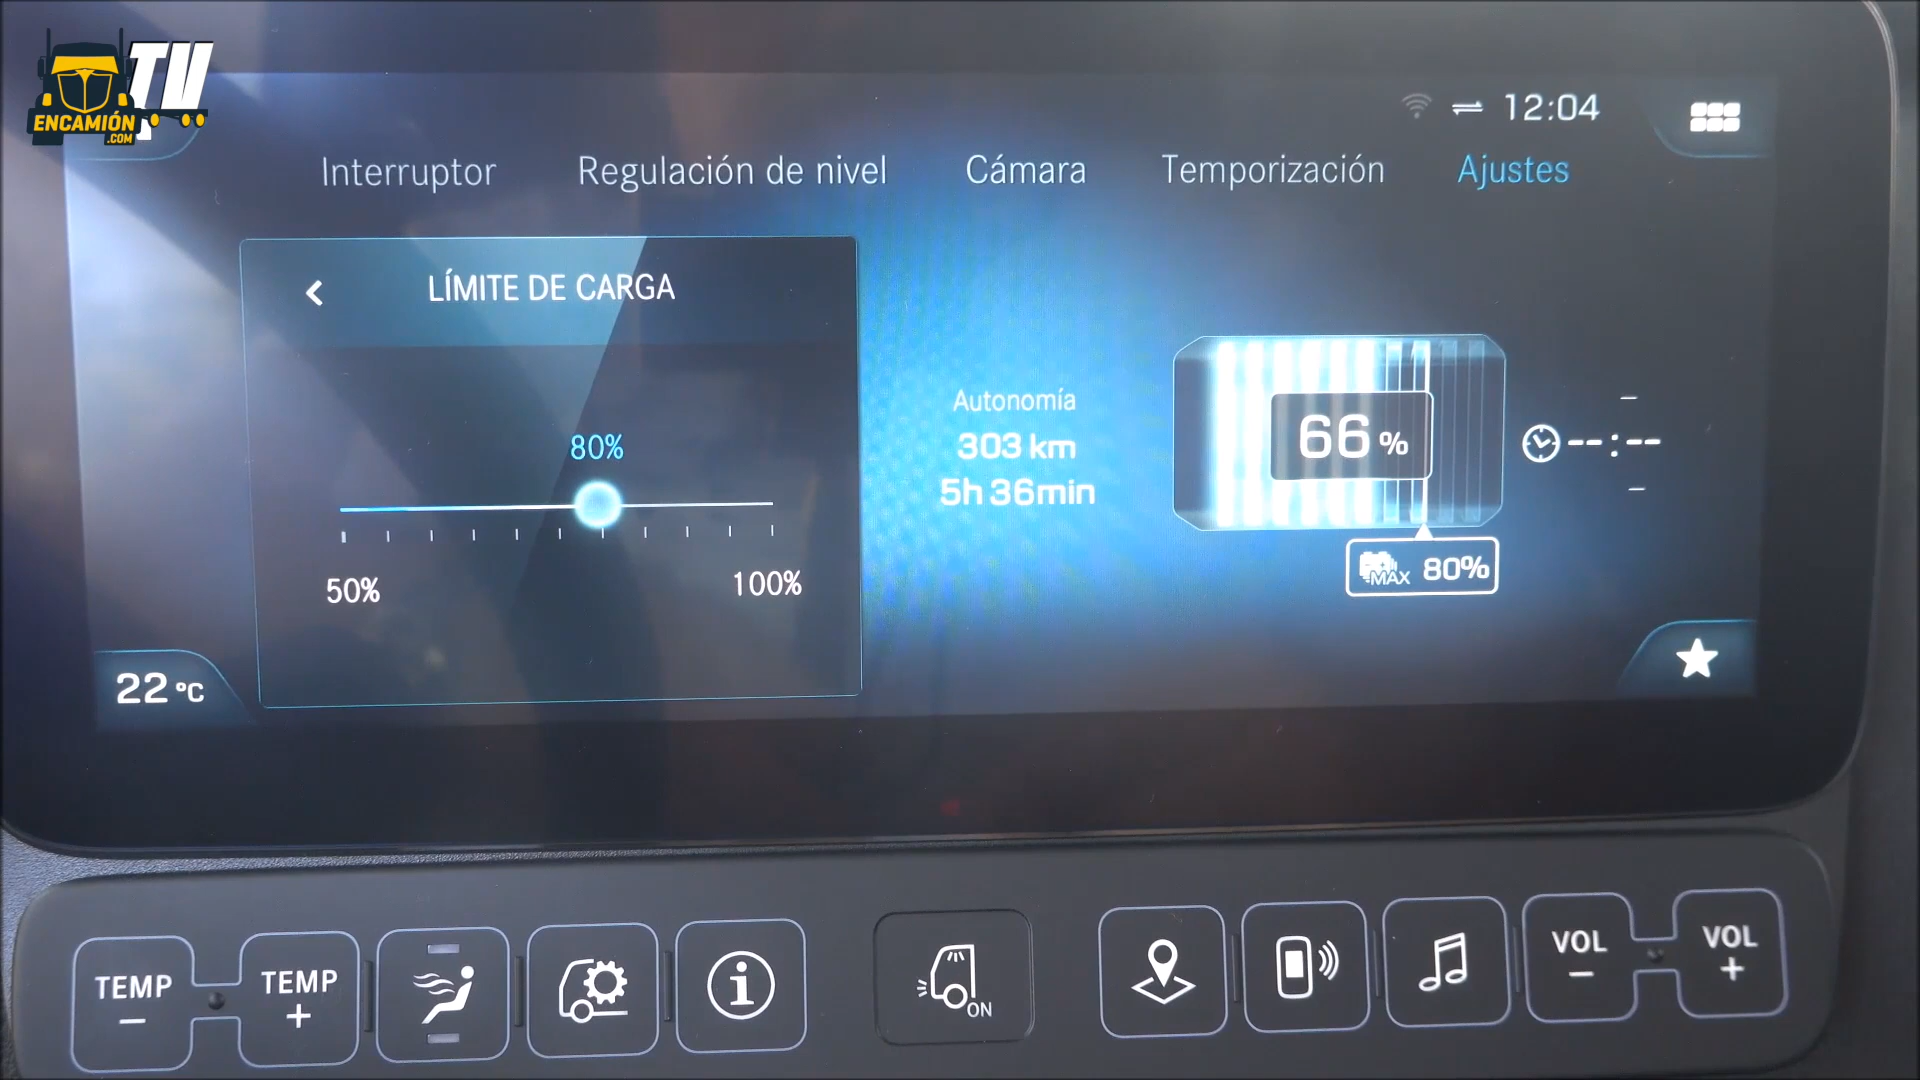 TV
ENCAMIÓN
.COM
12:04
Interruptor
Regulación de nivel
Cámara
Temporización
Ajustes
LÍMITE DE CARGA
80%
50%
100%
Autonomía
303 km
5h 36min
66 %
--:--
MAX 80%
22 °C
TEMP
–
TEMP
+
ON
VOL
–
VOL
+